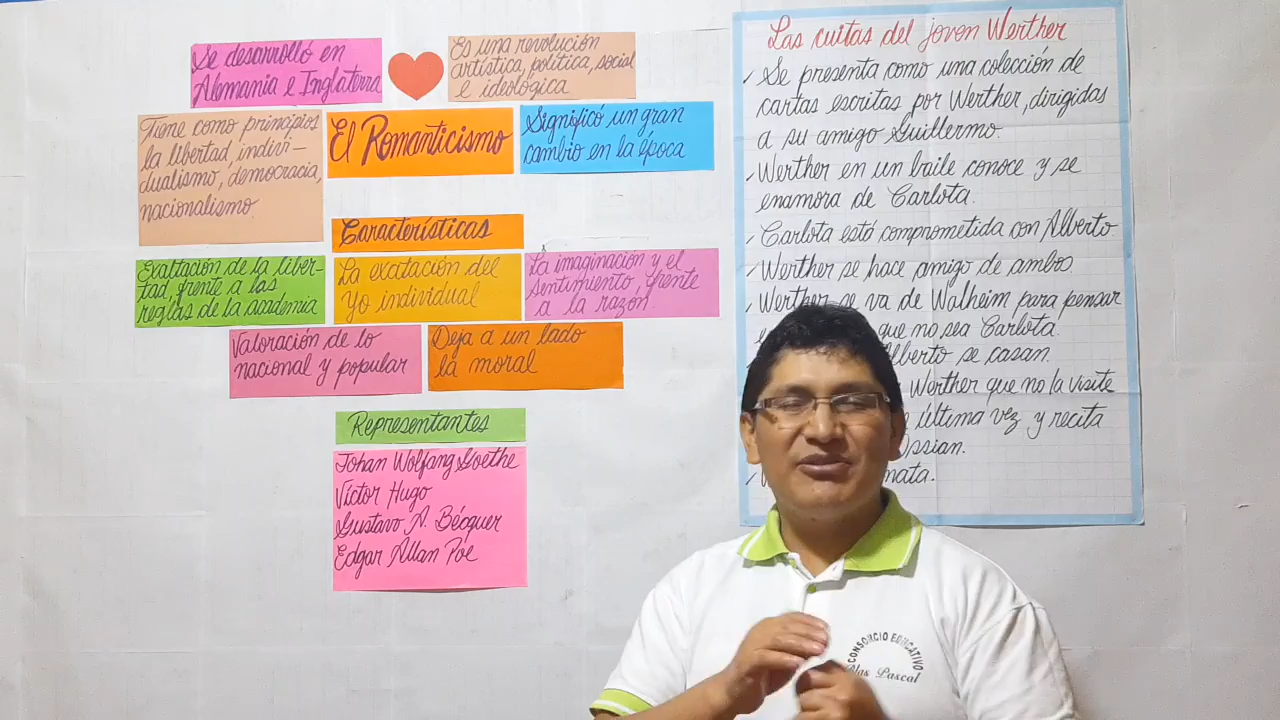 Se desarrolló en
Alemania e Inglaterra
Es una revolución
artística, política, social
e ideológica
Tiene como principios
la libertad, indivi-
dualismo, democracia,
nacionalismo.
El Romanticismo
Significó un gran
cambio en la época
Características
Exaltación de la liber-
tad, frente a las
reglas de la academia
La exaltación del
yo individual
La imaginación y el
sentimiento, frente
a la razón
Valoración de lo
nacional y popular
Deja a un lado
la moral
Representantes
Johan Wolfang Goethe
Víctor Hugo
Gustavo A. Bécquer
Edgar Allan Poe
Las cuitas del joven Werther
✓ Se presenta como una colección de
cartas escritas por Werther, dirigidas
a su amigo Guillermo.
✓ Werther en un baile conoce y se
enamora de Carlota.
✓ Carlota está comprometida con Alberto
✓ Werther se hace amigo de ambos
✓ Werther se va de Walheim para pensar
que no sea Carlota.
Alberto se casan.
Werther que no la visite
última vez y recita
Ossian.
CONSORCIO EDUCATIVO
Blas Pascal